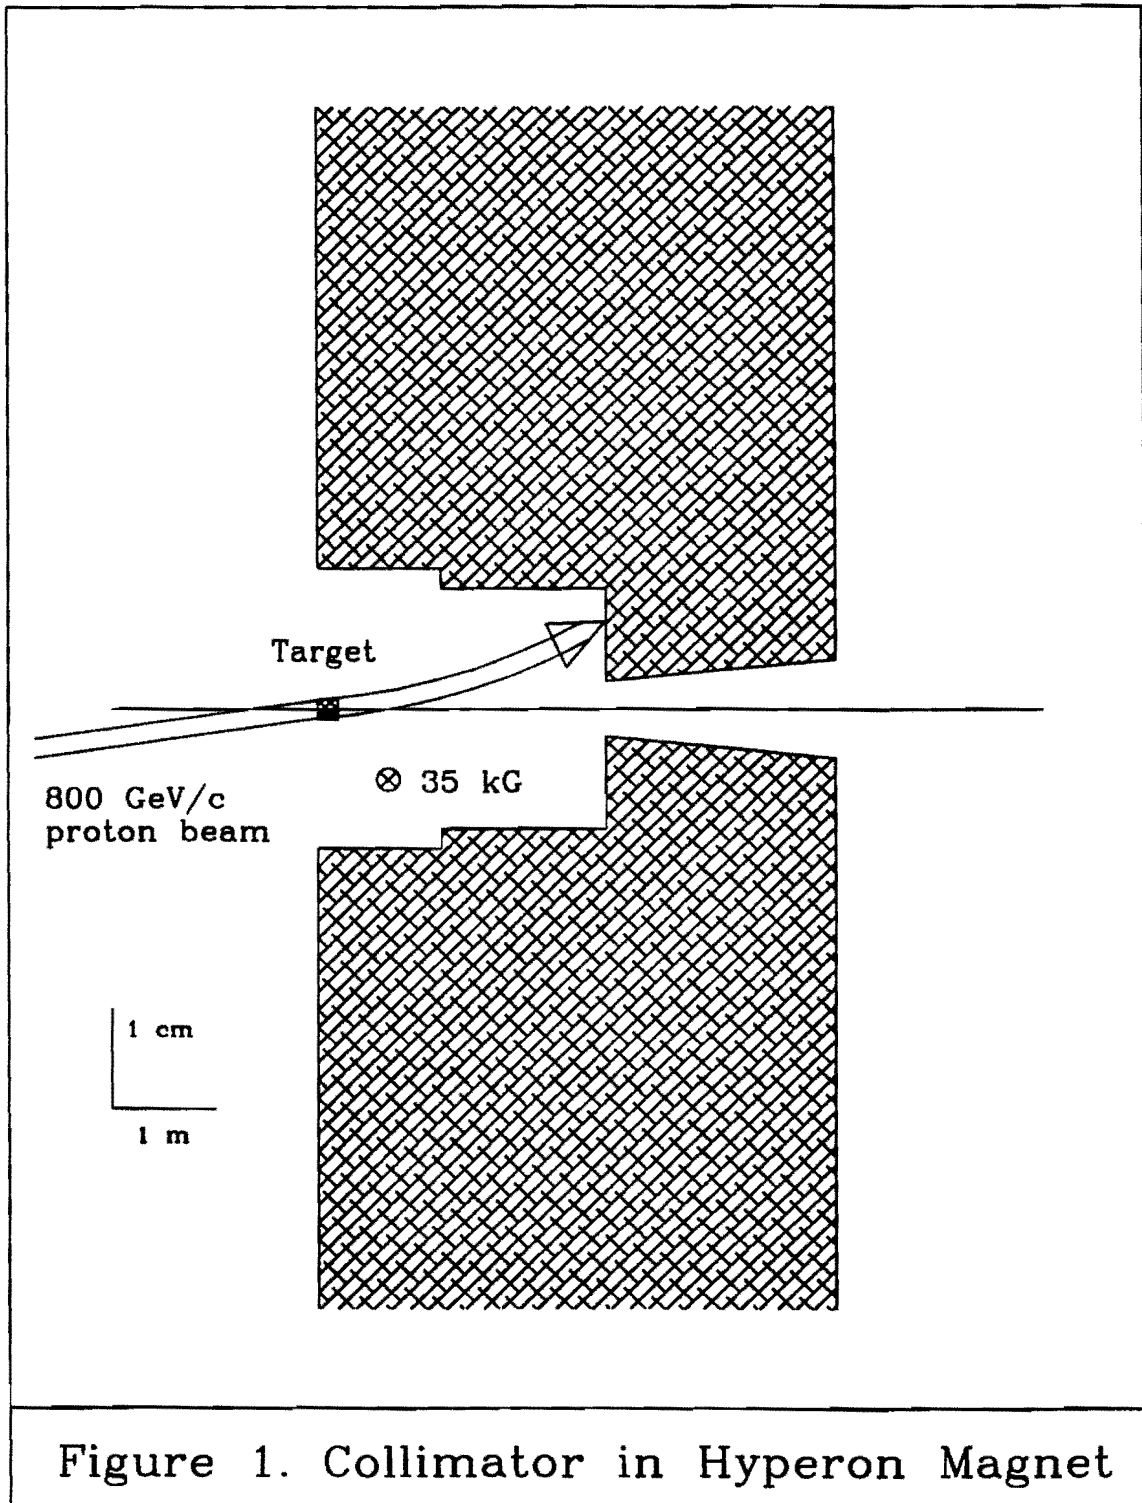 Target
800 GeV/c
proton beam
⊗ 35 kG
1 cm
1 m
Figure 1. Collimator in Hyperon Magnet